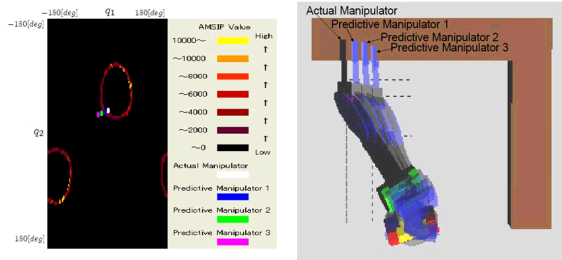 −180[deg] q1 180[deg]
−180[deg]
q2
180[deg]
AMSIP Value
10000～ High
～10000 ↑
～8000 ↑
～6000 ↑
～4000 ↑
～2000 ↑
～0 Low
Actual Manipulator
Predictive Manipulator 1
Predictive Manipulator 2
Predictive Manipulator 3
Actual Manipulator
Predictive Manipulator 1
Predictive Manipulator 2
Predictive Manipulator 3